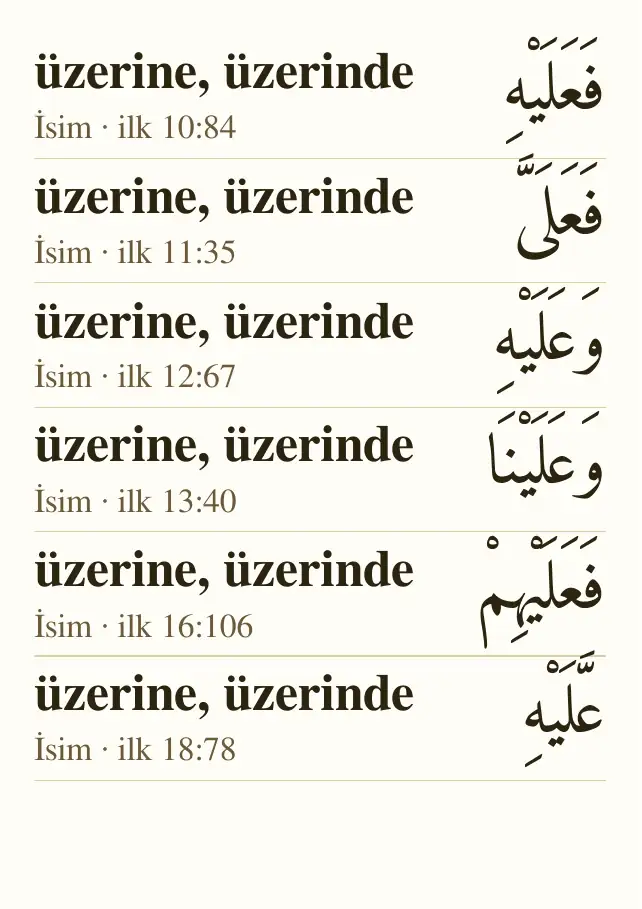 üzerine, üzerinde فَعَلَيْهِ
İsim · ilk 10:84
üzerine, üzerinde فَعَلَىَّ
İsim · ilk 11:35
üzerine, üzerinde وَعَلَيْهِ
İsim · ilk 12:67
üzerine, üzerinde وَعَلَيْنَا
İsim · ilk 13:40
üzerine, üzerinde فَعَلَيْهِمْ
İsim · ilk 16:106
üzerine, üzerinde عَّلَيْهِ
İsim · ilk 18:78